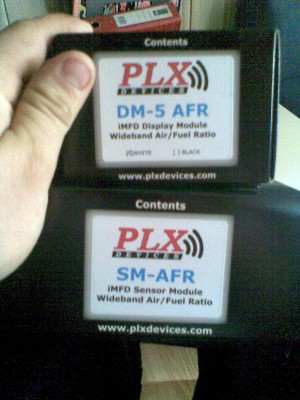 Contents
PLX
DEVICES
DM-5 AFR
iMFD Display Module
Wideband Air/Fuel Ratio
[x]WHITE [ ] BLACK
www.plxdevices.com
Contents
PLX
DEVICES
SM-AFR
iMFD Sensor Module
Wideband Air/Fuel Ratio
www.plxdevices.com